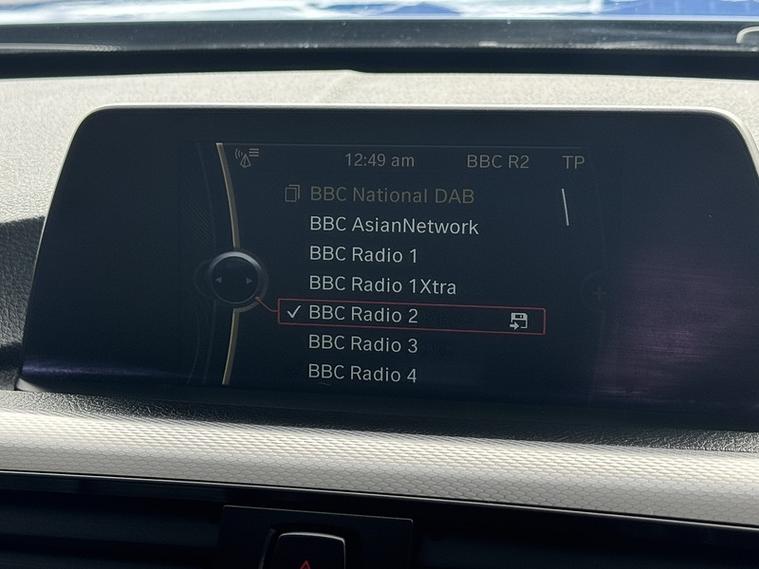 12:49 am BBC R2 TP
BBC National DAB
BBC AsianNetwork
BBC Radio 1
BBC Radio 1Xtra
BBC Radio 2
BBC Radio 3
BBC Radio 4